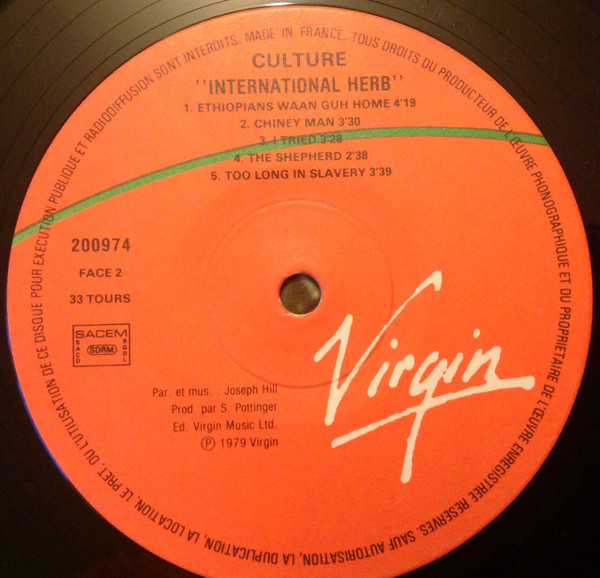 CULTURE
"INTERNATIONAL HERB"
1. ETHIOPIANS WAAN GUH HOME 4'19
2. CHINEY MAN 3'30
3. I TRIED 3'28
4. THE SHEPHERD 2'38
5. TOO LONG IN SLAVERY 3'39
200974
FACE 2
33 TOURS
SACEM
SACD
SDRM
SGDL
Par. et mus. : Joseph Hill
Prod. par S. Pottinger
Ed. Virgin Music Ltd.
Ⓟ 1979 Virgin
Virgin
MADE IN FRANCE. TOUS DROITS DU PRODUCTEUR DE L'ŒUVRE PHONOGRAPHIQUE ET DU PROPRIETAIRE DE L'ŒUVRE ENREGISTREE RESERVES. SAUF AUTORISATION, LA DUPLICATION, LA LOCATION, LE PRET, OU L'UTILISATION DE CE DISQUE POUR EXECUTION PUBLIQUE ET RADIODIFFUSION SONT INTERDITS.